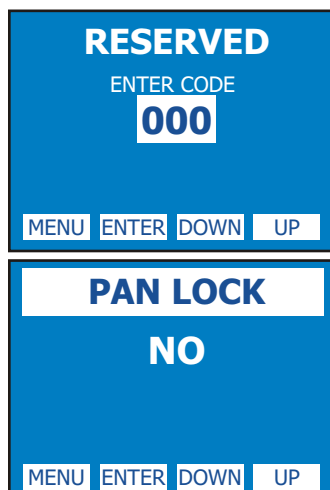 RESERVED
ENTER CODE
000
MENU ENTER DOWN UP
PAN LOCK
NO
MENU ENTER DOWN UP